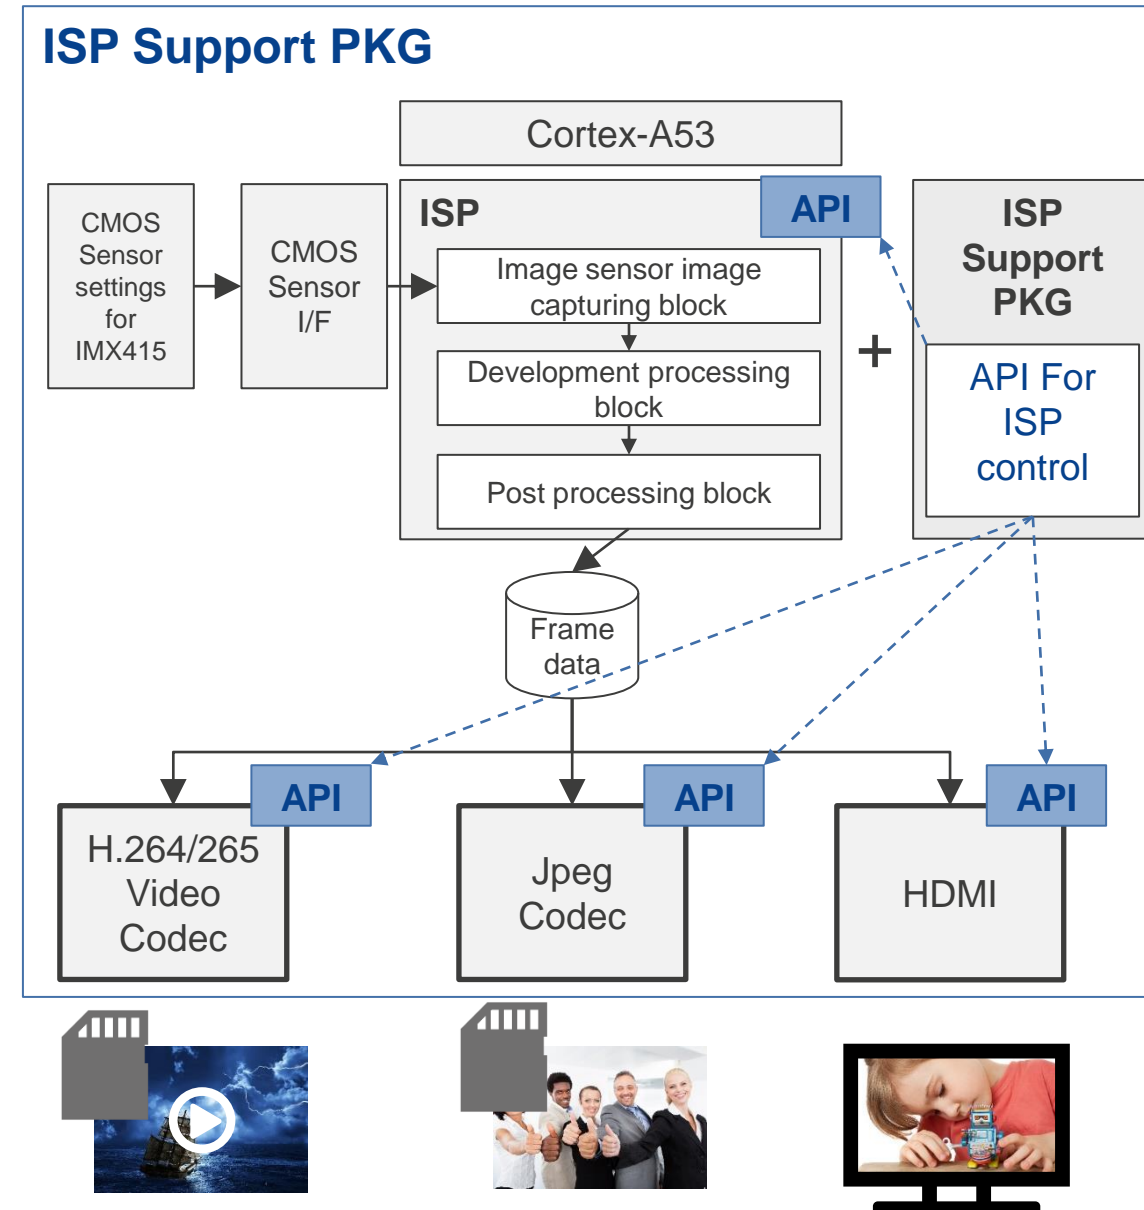 ISP Support PKG
Cortex-A53
CMOS
Sensor
settings
for
IMX415
CMOS
Sensor
I/F
ISP
API
Image sensor image
capturing block
Development processing
block
Post processing block
+
ISP
Support
PKG
API For
ISP
control
Frame
data
API
H.264/265
Video
Codec
API
Jpeg
Codec
API
HDMI